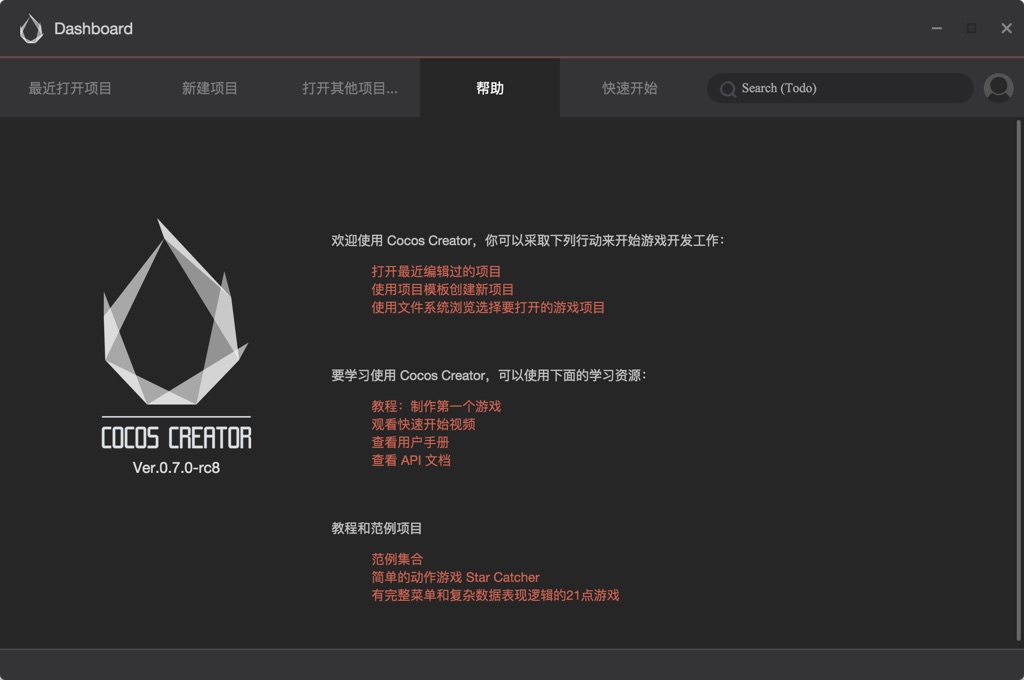 Dashboard
最近打开项目 新建项目 打开其他项目... 帮助 快速开始 Search (Todo)
欢迎使用 Cocos Creator，你可以采取下列行动来开始游戏开发工作：
打开最近编辑过的项目
使用项目模板创建新项目
使用文件系统浏览选择要打开的游戏项目
要学习使用 Cocos Creator，可以使用下面的学习资源：
教程：制作第一个游戏
观看快速开始视频
查看用户手册
查看 API 文档
COCOS CREATOR
Ver.0.7.0-rc8
教程和范例项目
范例集合
简单的动作游戏 Star Catcher
有完整菜单和复杂数据表现逻辑的21点游戏